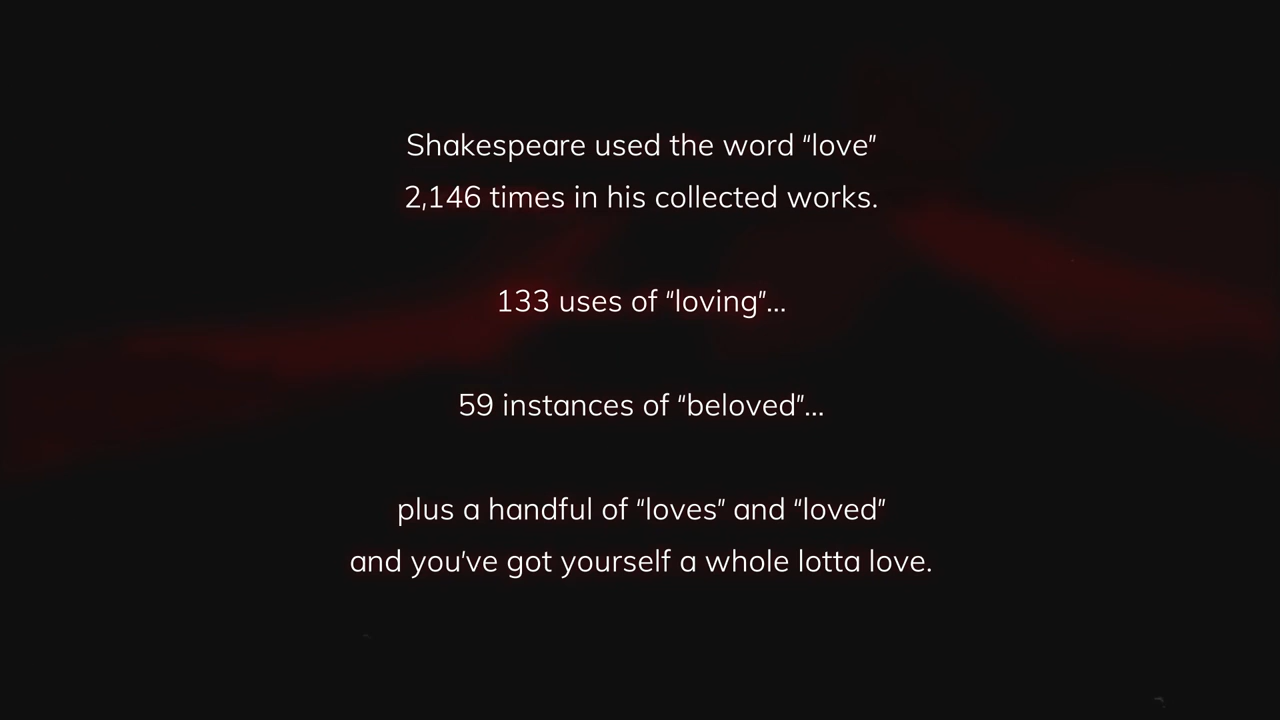 Shakespeare used the word "love"
2,146 times in his collected works.
133 uses of "loving"...
59 instances of "beloved"...
plus a handful of "loves" and "loved"
and you've got yourself a whole lotta love.